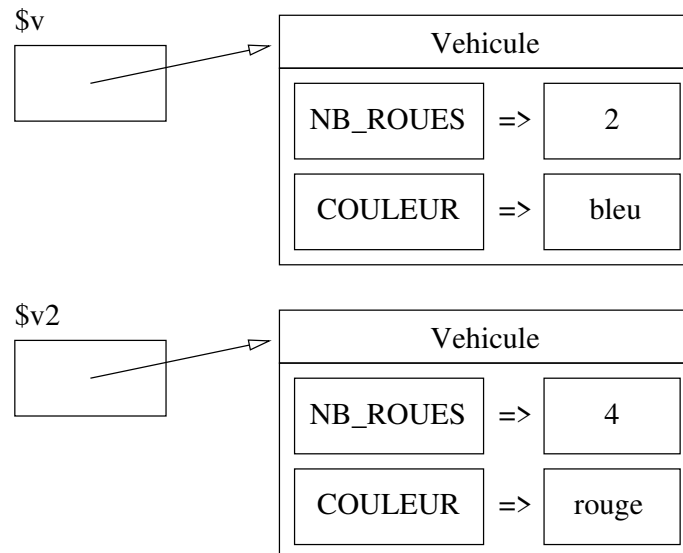 $v
Vehicule
NB_ROUES => 2
COULEUR => bleu
$v2
Vehicule
NB_ROUES => 4
COULEUR => rouge